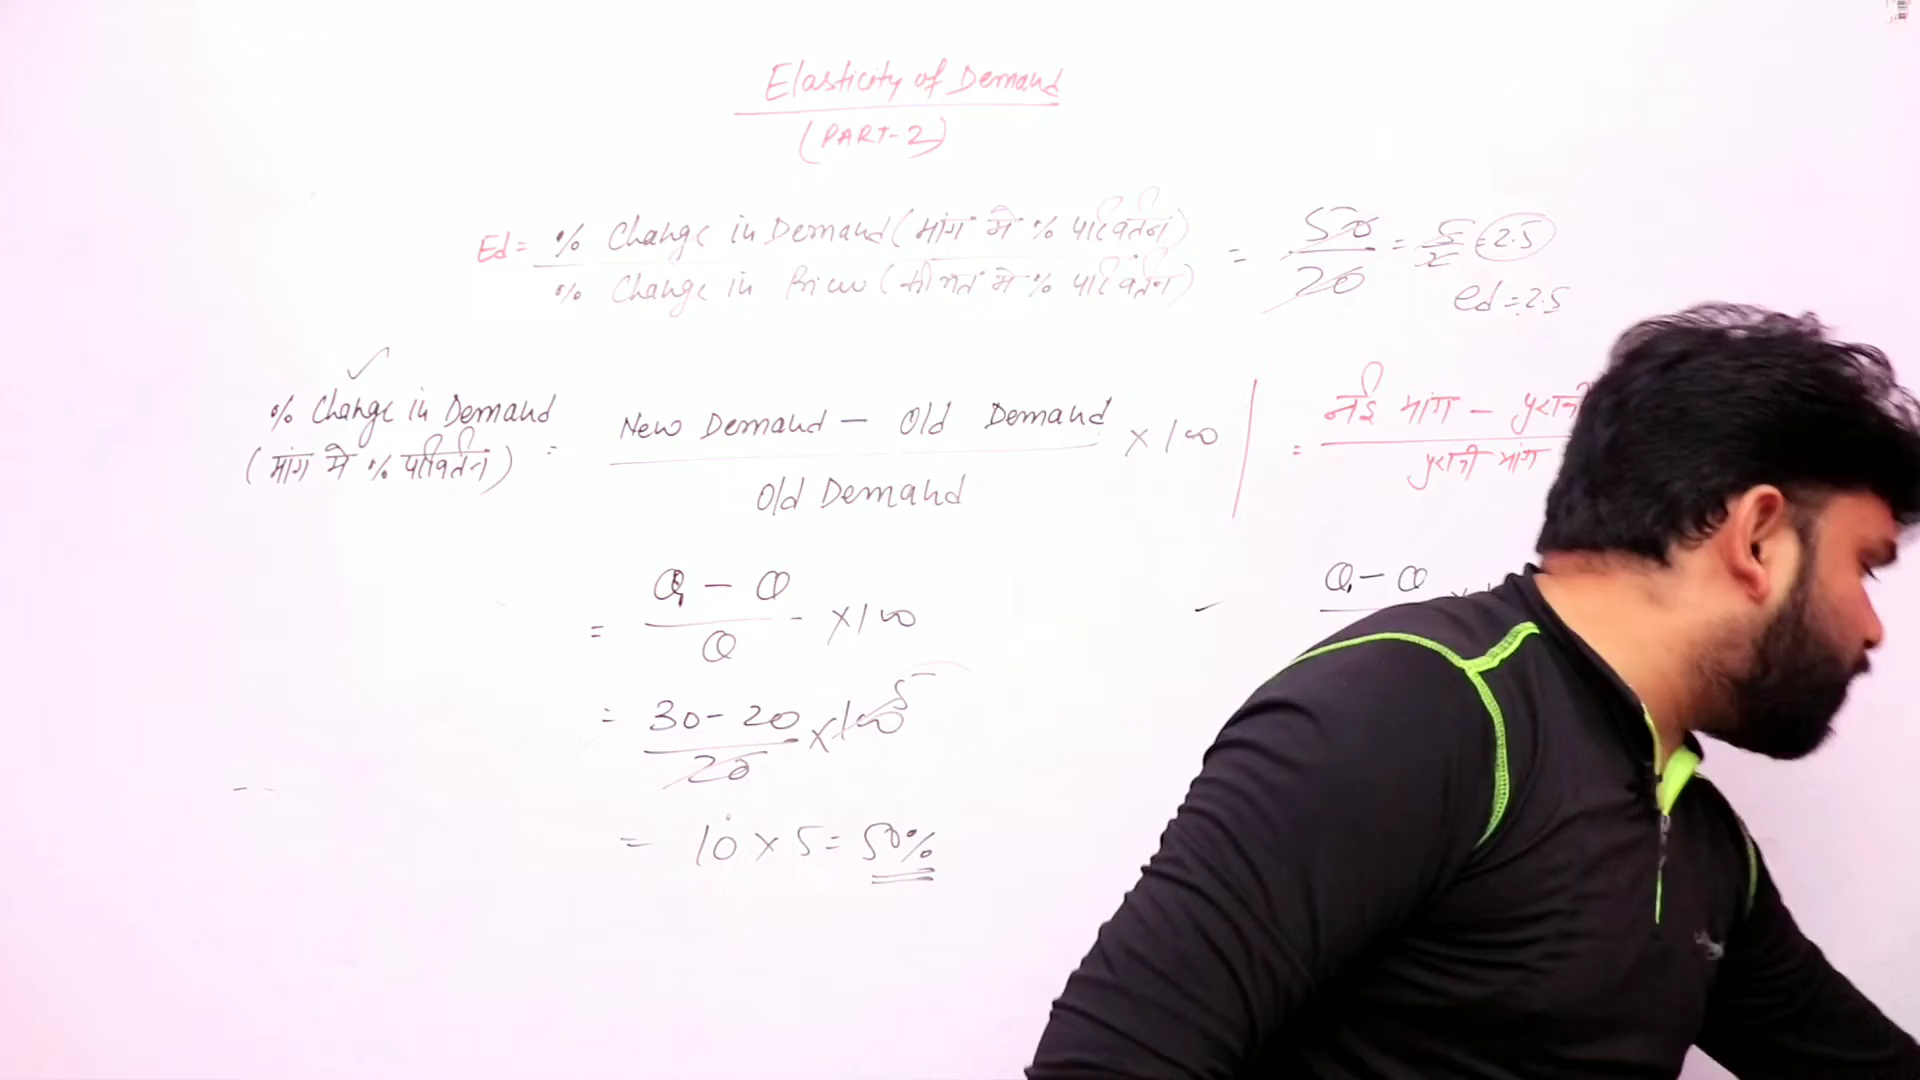 Elasticity of Demand
(PART-2)
Ed = % Change in Demand (मांग मे % परिवर्तन) / % Change in Price (कीमत मे % परिवर्तन) = 50/20 = 5/2 = 2.5
ed = 2.5
% Change in Demand (मांग मे % परिवर्तन) = New Demand – Old Demand / Old Demand × 100
= नई मांग – पुरानी / पुरानी मांग
= Q₁ – Q / Q × 100
Q₁ – Q
= 30 - 20 / 20 × 100 5
= 10 × 5 = 50%